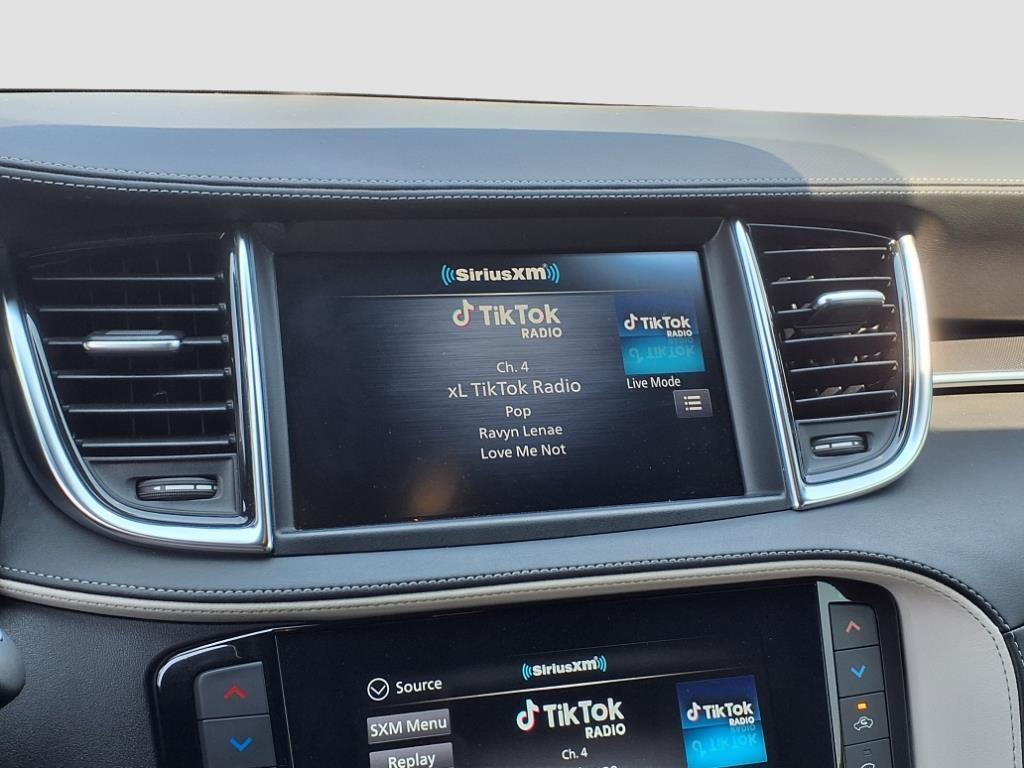 SiriusXM
TikTok
RADIO
TikTok
RADIO
Ch. 4
xL TikTok Radio
Pop
Ravyn Lenae
Love Me Not
Live Mode
SiriusXM
Source
SXM Menu
Replay
TikTok
RADIO
Ch. 4
TikTok
RADIO